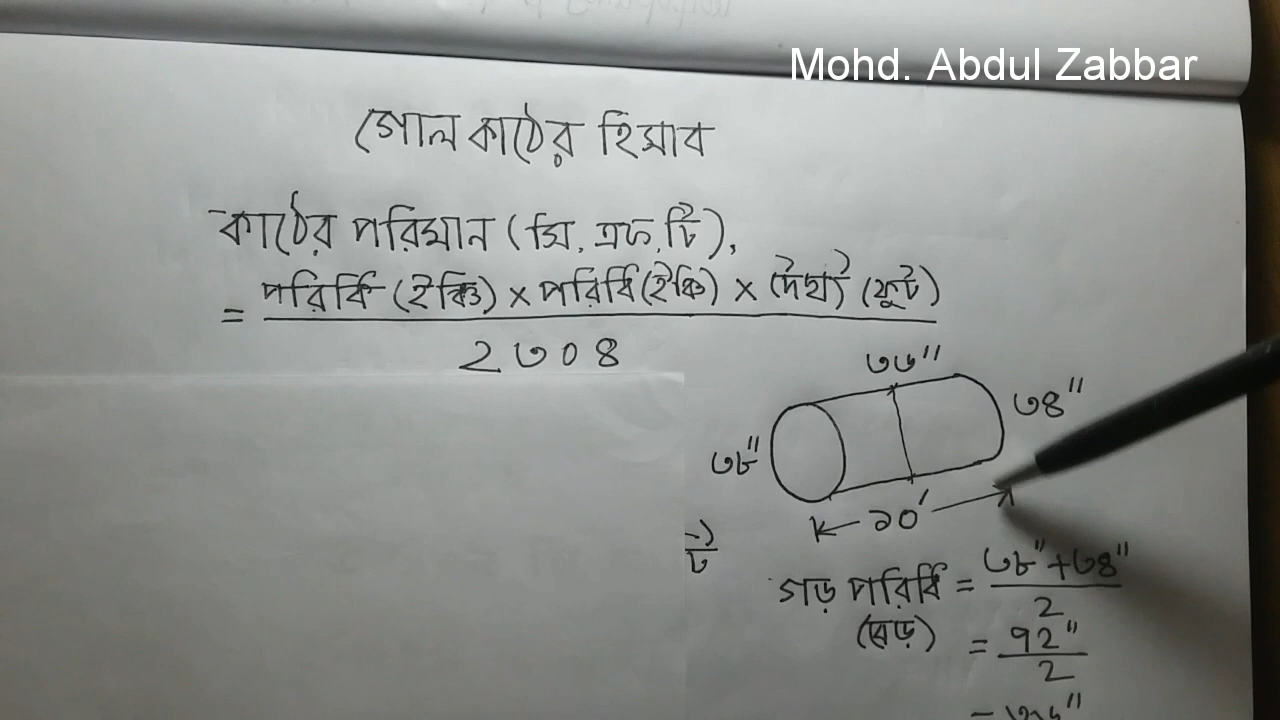 Mohd. Abdul Zabbar
গোল কাঠের হিসাব
কাঠের পরিমান (সি.এফ.টি),
= পরিধি (ইঞ্চি) × পরিধি (ইঞ্চি) × দৈর্ঘ্য (ফুট)
২৩০৪
৩৬"
৩৪"
৩৮"
১০'
গড় পরিধি = ৩৮"+৩৪"
২
(বেড়)
= ৭২"
২
= ৩৬"